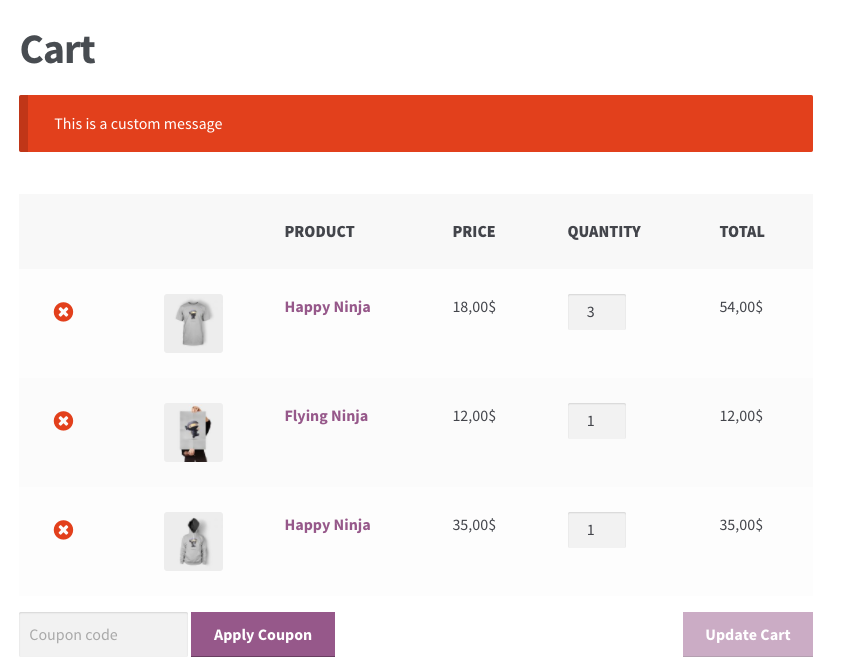 Cart
This is a custom message
PRODUCT PRICE QUANTITY TOTAL
Happy Ninja 18,00$ 3 54,00$
Flying Ninja 12,00$ 1 12,00$
Happy Ninja 35,00$ 1 35,00$
Coupon code Apply Coupon Update Cart